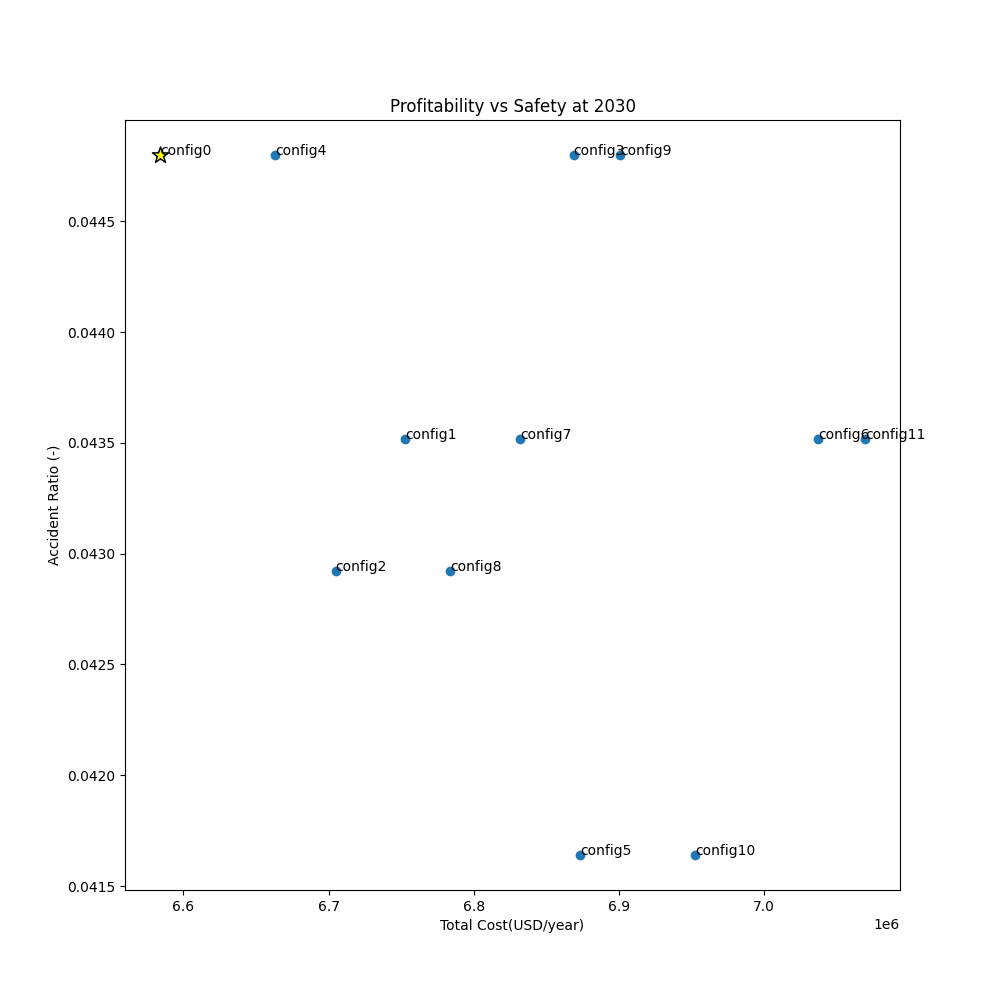 Profitability vs Safety at 2030
config0
config4
config3
config9
0.0445
0.0440
config1
config7
config6
config11
0.0435
config2
config8
0.0430
0.0425
0.0420
config5
config10
0.0415
Accident Ratio (-)
6.6
6.7
6.8
6.9
7.0
1e6
Total Cost(USD/year)